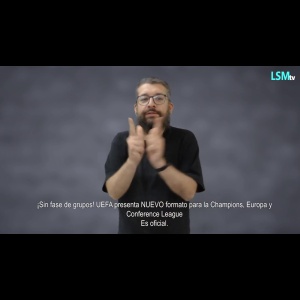 LSMtv
¡Sin fase de grupos! UEFA presenta NUEVO formato para la Champions, Europa y
Conference League
Es oficial.